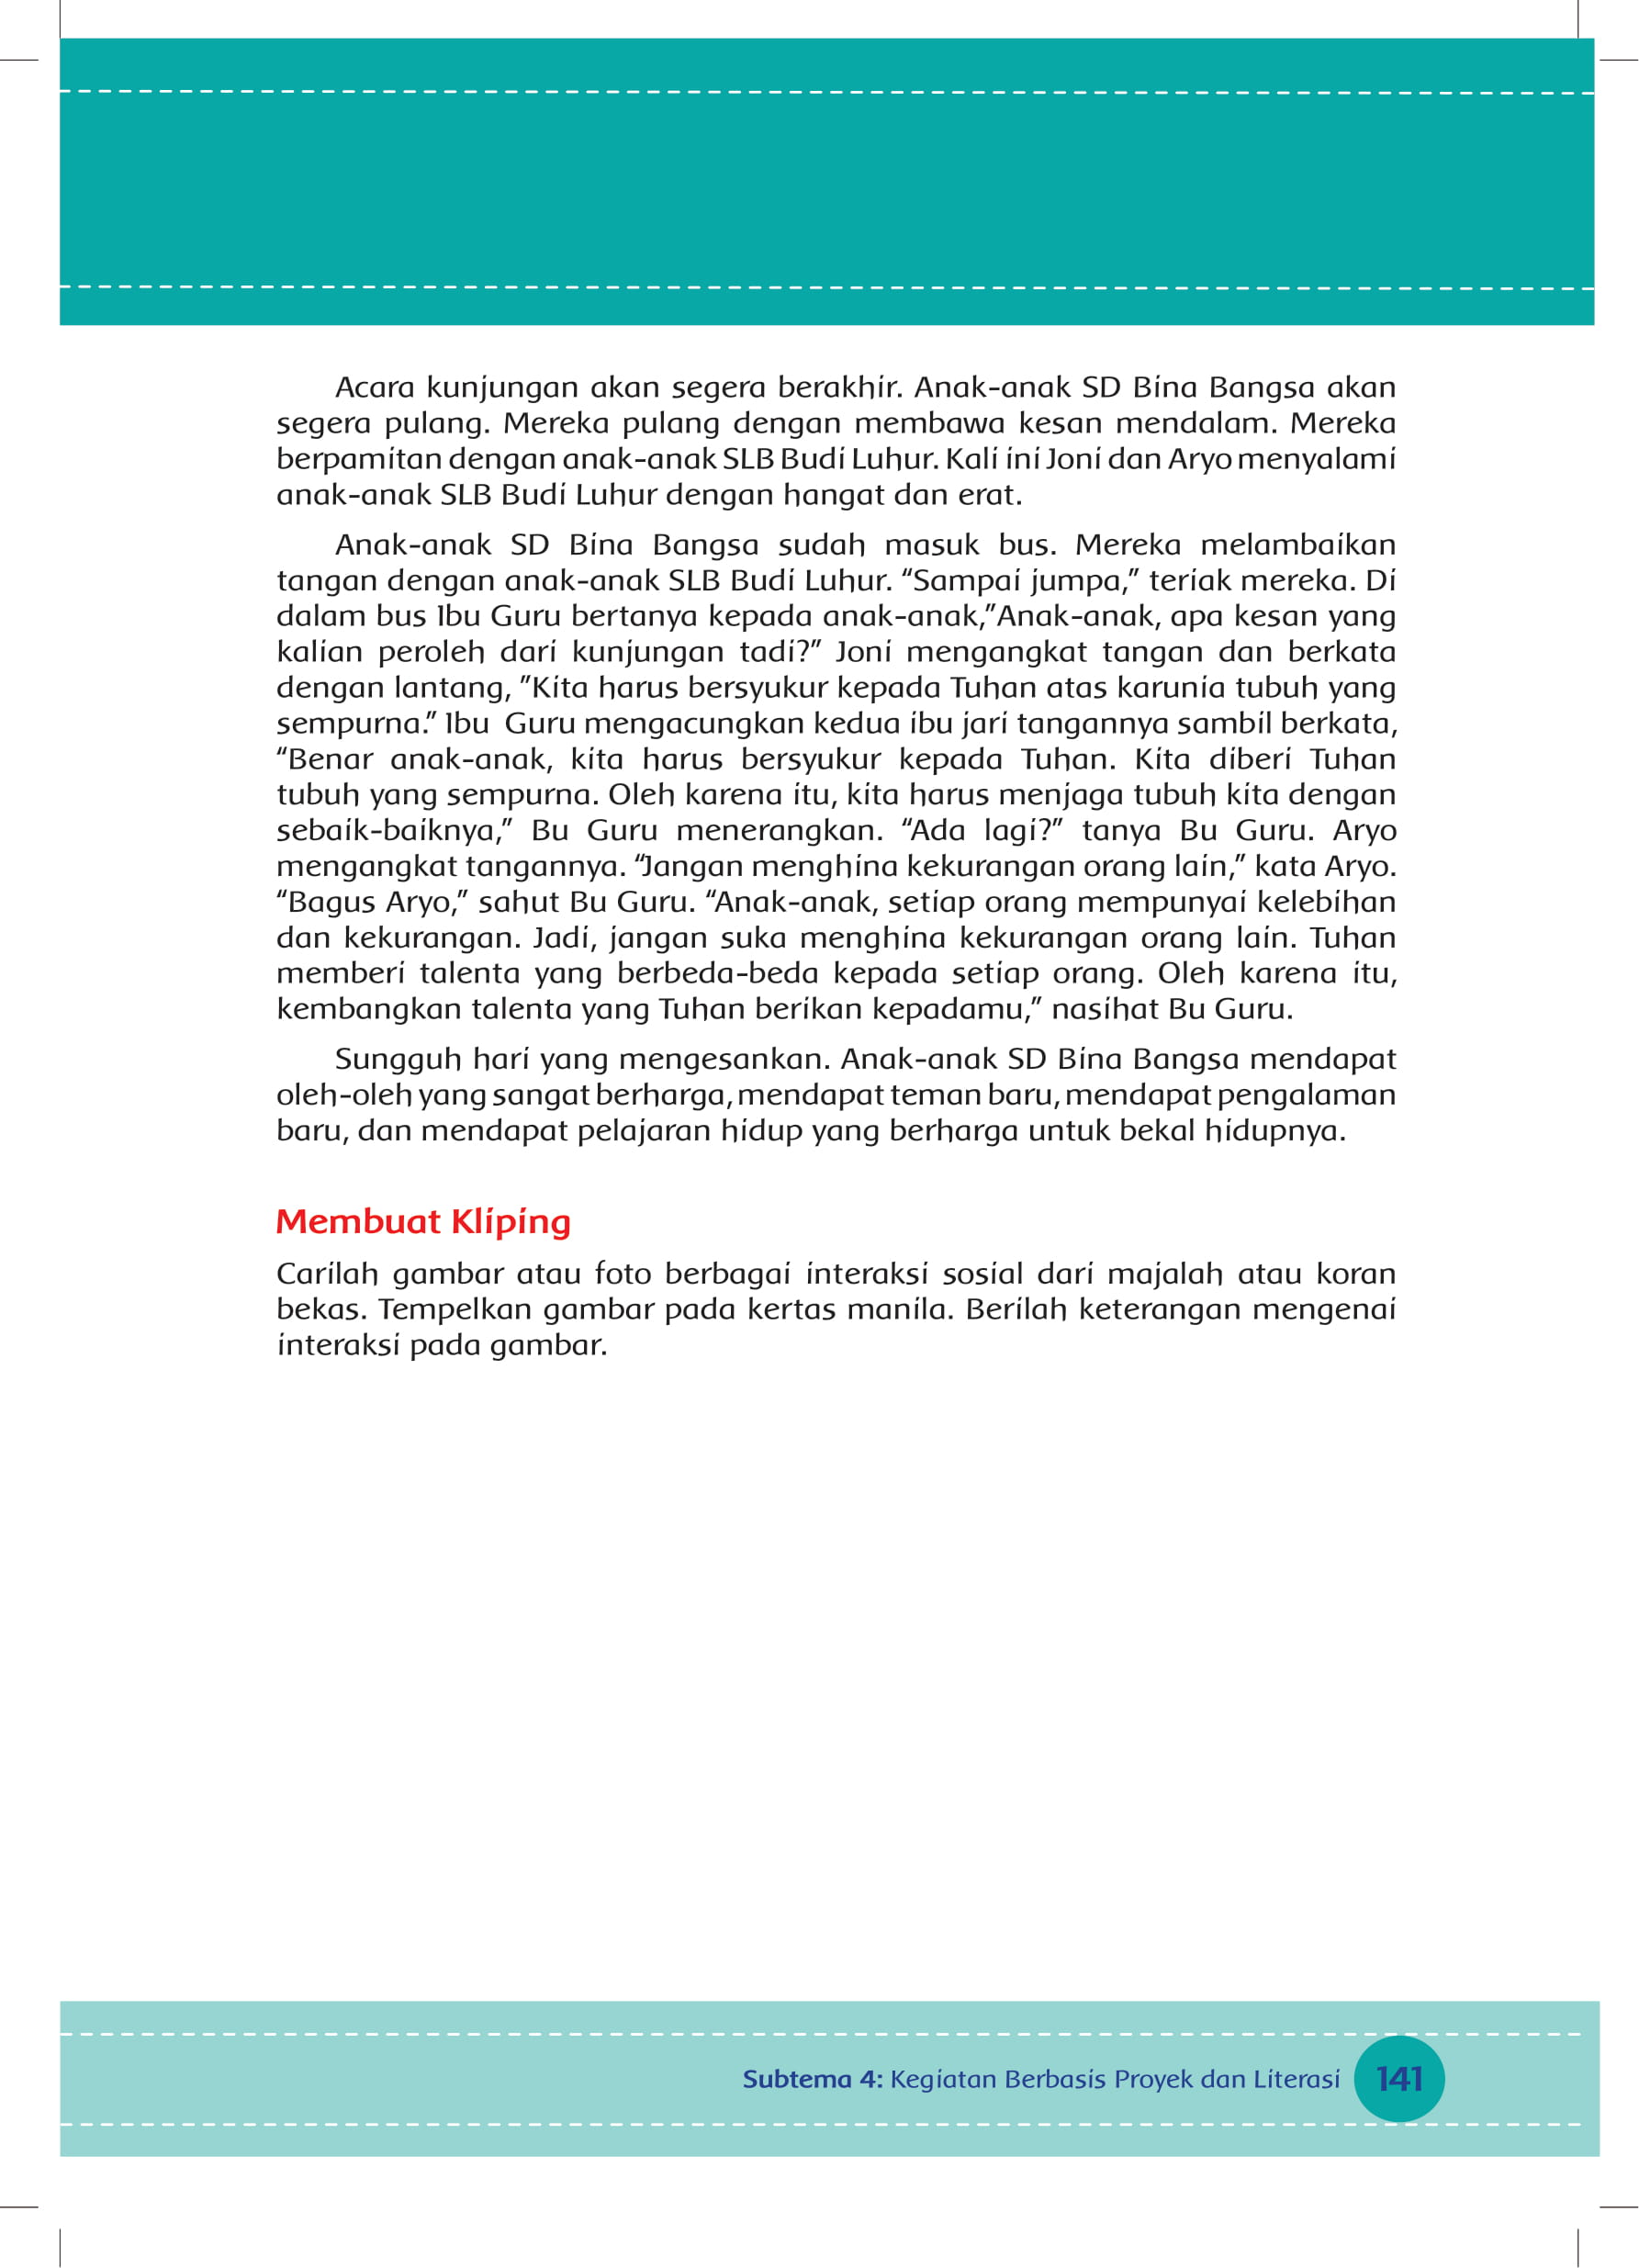 Acara kunjungan akan segera berakhir. Anak-anak SD Bina Bangsa akan
segera pulang. Mereka pulang dengan membawa kesan mendalam. Mereka
berpamitan dengan anak-anak SLB Budi Luhur. Kali ini Joni dan Aryo menyalami
anak-anak SLB Budi Luhur dengan hangat dan erat.
Anak-anak SD Bina Bangsa sudah masuk bus. Mereka melambaikan
tangan dengan anak-anak SLB Budi Luhur. “Sampai jumpa,” teriak mereka. Di
dalam bus Ibu Guru bertanya kepada anak-anak,”Anak-anak, apa kesan yang
kalian peroleh dari kunjungan tadi?” Joni mengangkat tangan dan berkata
dengan lantang, ”Kita harus bersyukur kepada Tuhan atas karunia tubuh yang
sempurna.” Ibu  Guru mengacungkan kedua ibu jari tangannya sambil berkata,
“Benar anak-anak, kita harus bersyukur kepada Tuhan. Kita diberi Tuhan
tubuh yang sempurna. Oleh karena itu, kita harus menjaga tubuh kita dengan
sebaik-baiknya,” Bu Guru menerangkan. “Ada lagi?” tanya Bu Guru. Aryo
mengangkat tangannya. “Jangan menghina kekurangan orang lain,” kata Aryo.
“Bagus Aryo,” sahut Bu Guru. “Anak-anak, setiap orang mempunyai kelebihan
dan kekurangan. Jadi, jangan suka menghina kekurangan orang lain. Tuhan
memberi talenta yang berbeda-beda kepada setiap orang. Oleh karena itu,
kembangkan talenta yang Tuhan berikan kepadamu,” nasihat Bu Guru.
Sungguh hari yang mengesankan. Anak-anak SD Bina Bangsa mendapat
oleh-oleh yang sangat berharga, mendapat teman baru, mendapat pengalaman
baru, dan mendapat pelajaran hidup yang berharga untuk bekal hidupnya.
Membuat Kliping
Carilah gambar atau foto berbagai interaksi sosial dari majalah atau koran
bekas. Tempelkan gambar pada kertas manila. Berilah keterangan mengenai
interaksi pada gambar.
Subtema 4: Kegiatan Berbasis Proyek dan Literasi 141